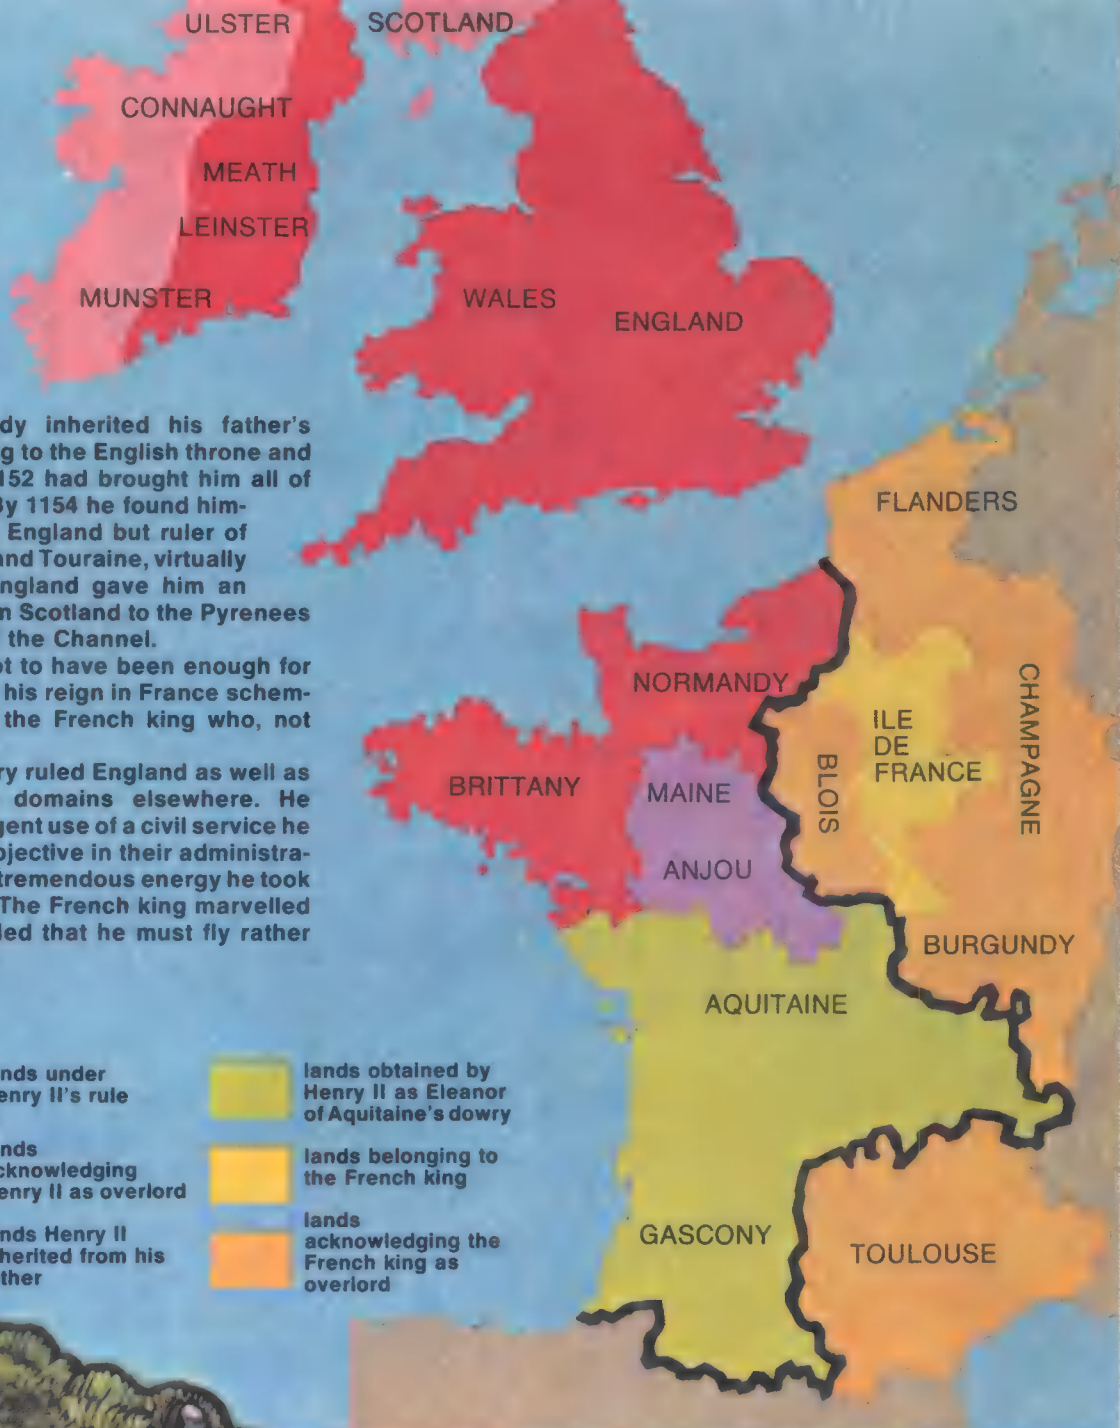 ULSTER
SCOTLAND
CONNAUGHT
MEATH
LEINSTER
MUNSTER
WALES
ENGLAND
dy inherited his father's
g to the English throne and
152 had brought him all of
By 1154 he found him-
England but ruler of
and Touraine, virtually
England gave him an
m Scotland to the Pyrenees
the Channel.
ot to have been enough for
his reign in France schem-
the French king who, not
ry ruled England as well as
domains elsewhere. He
gent use of a civil service he
bjective in their administra-
tremendous energy he took
The French king marvelled
led that he must fly rather
FLANDERS
NORMANDY
CHAMPAGNE
ILE
DE
FRANCE
BLOIS
BRITTANY
MAINE
ANJOU
BURGUNDY
AQUITAINE
GASCONY
TOULOUSE
nds under
enry II's rule
nds
cknowledging
enry II as overlord
nds Henry II
herited from his
ther
lands obtained by
Henry II as Eleanor
of Aquitaine's dowry
lands belonging to
the French king
lands
acknowledging the
French king as
overlord